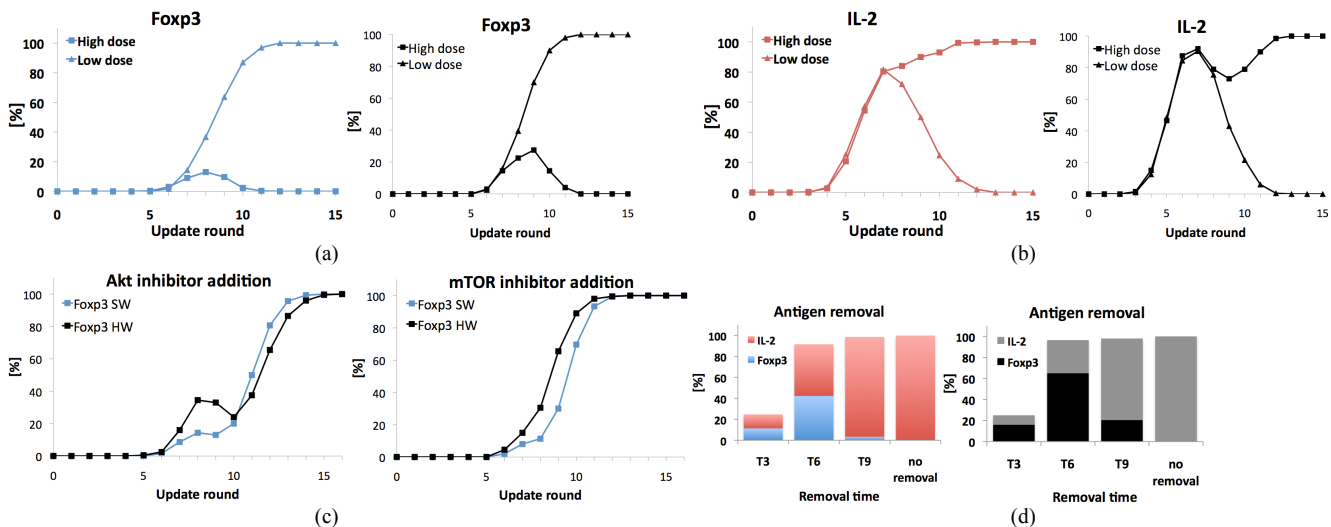 Foxp3
High dose
Low dose
[%]
100
80
60
40
20
0
0 5 10 15
Update round
Foxp3
High dose
Low dose
[%]
100
80
60
40
20
0
0 5 10 15
Update round
(a)
IL-2
High dose
Low dose
[%]
100
80
60
40
20
0
0 5 10 15
Update round
IL-2
High dose
Low dose
[%]
100
80
60
40
20
0
0 5 10 15
Update round
(b)
Akt inhibitor addition
Foxp3 SW
Foxp3 HW
[%]
100
80
60
40
20
0
0 5 10 15
Update round
mTOR inhibitor addition
Foxp3 SW
Foxp3 HW
[%]
100
80
60
40
20
0
0 5 10 15
Update round
(c)
Antigen removal
IL-2
Foxp3
[%]
100
80
60
40
20
0
T3 T6 T9 no
removal
Removal time
Antigen removal
IL-2
Foxp3
[%]
100
80
60
40
20
0
T3 T6 T9 no
removal
Removal time
(d)